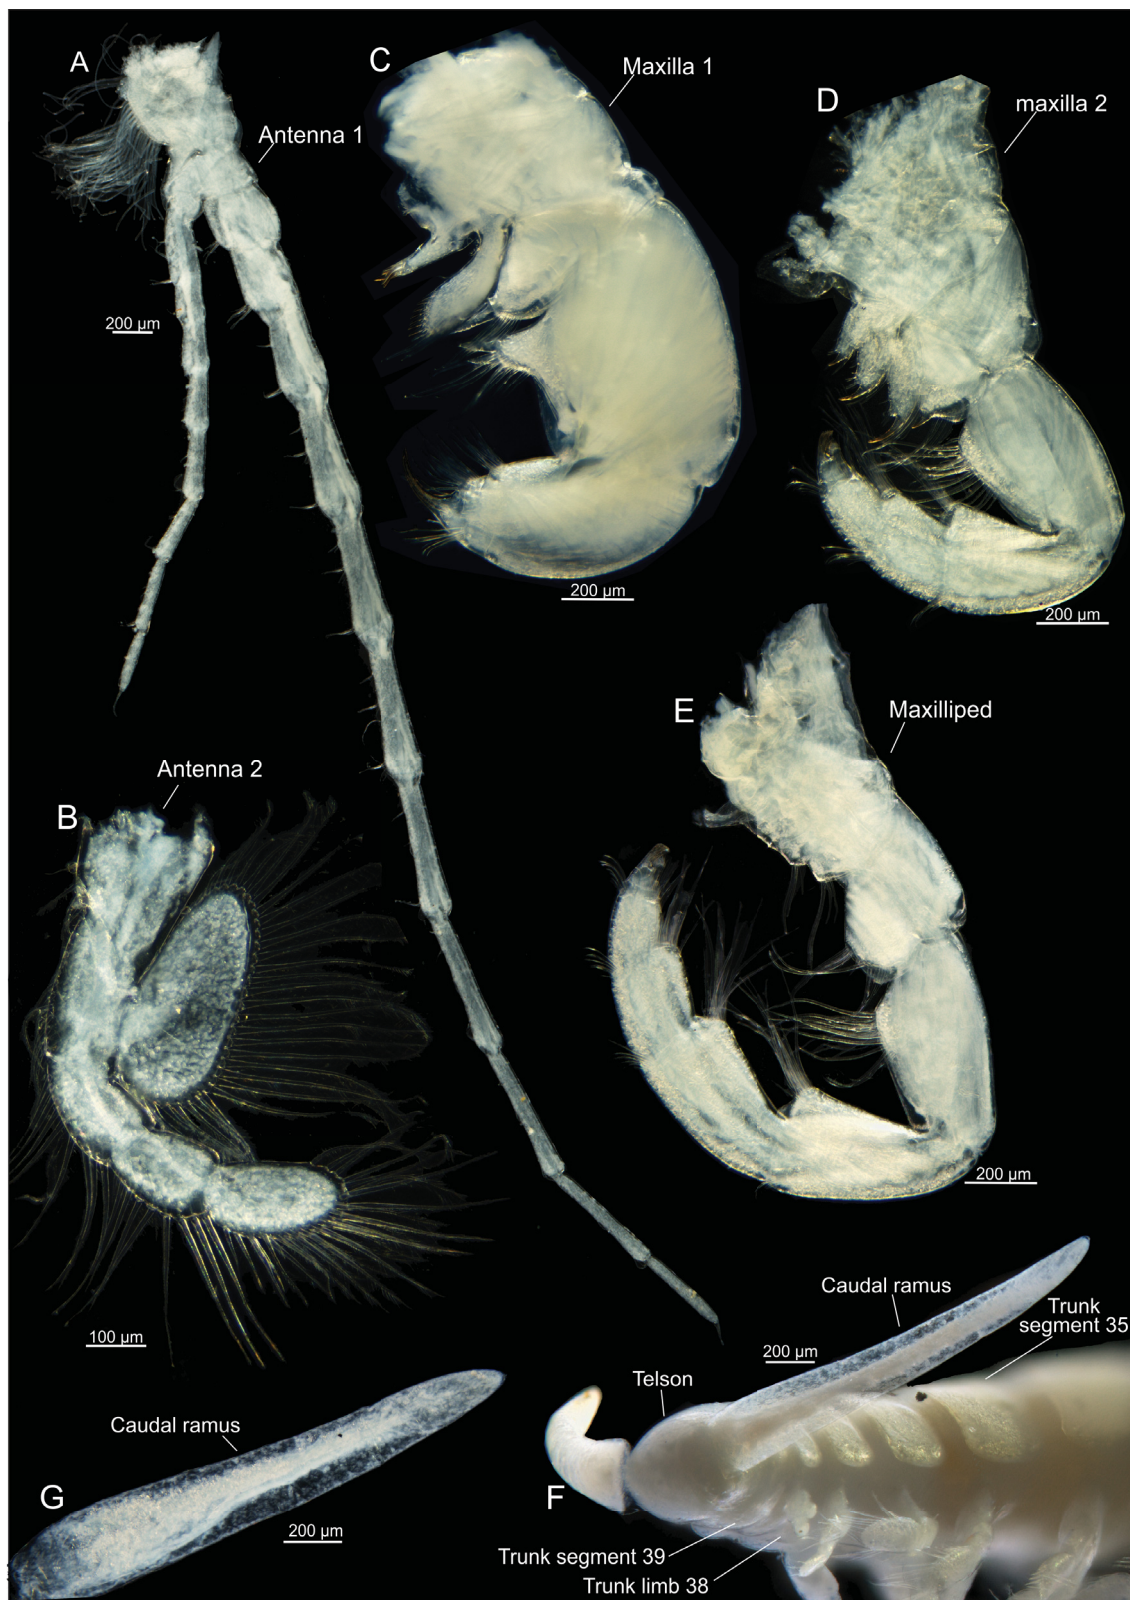 A
Antenna 1
200 µm
C
Maxilla 1
200 µm
D
maxilla 2
200 µm
B
Antenna 2
100 µm
E
Maxilliped
200 µm
G
Caudal ramus
200 µm
F
Caudal ramus
200 µm
Trunk
segment 35
Telson
Trunk segment 39
Trunk limb 38